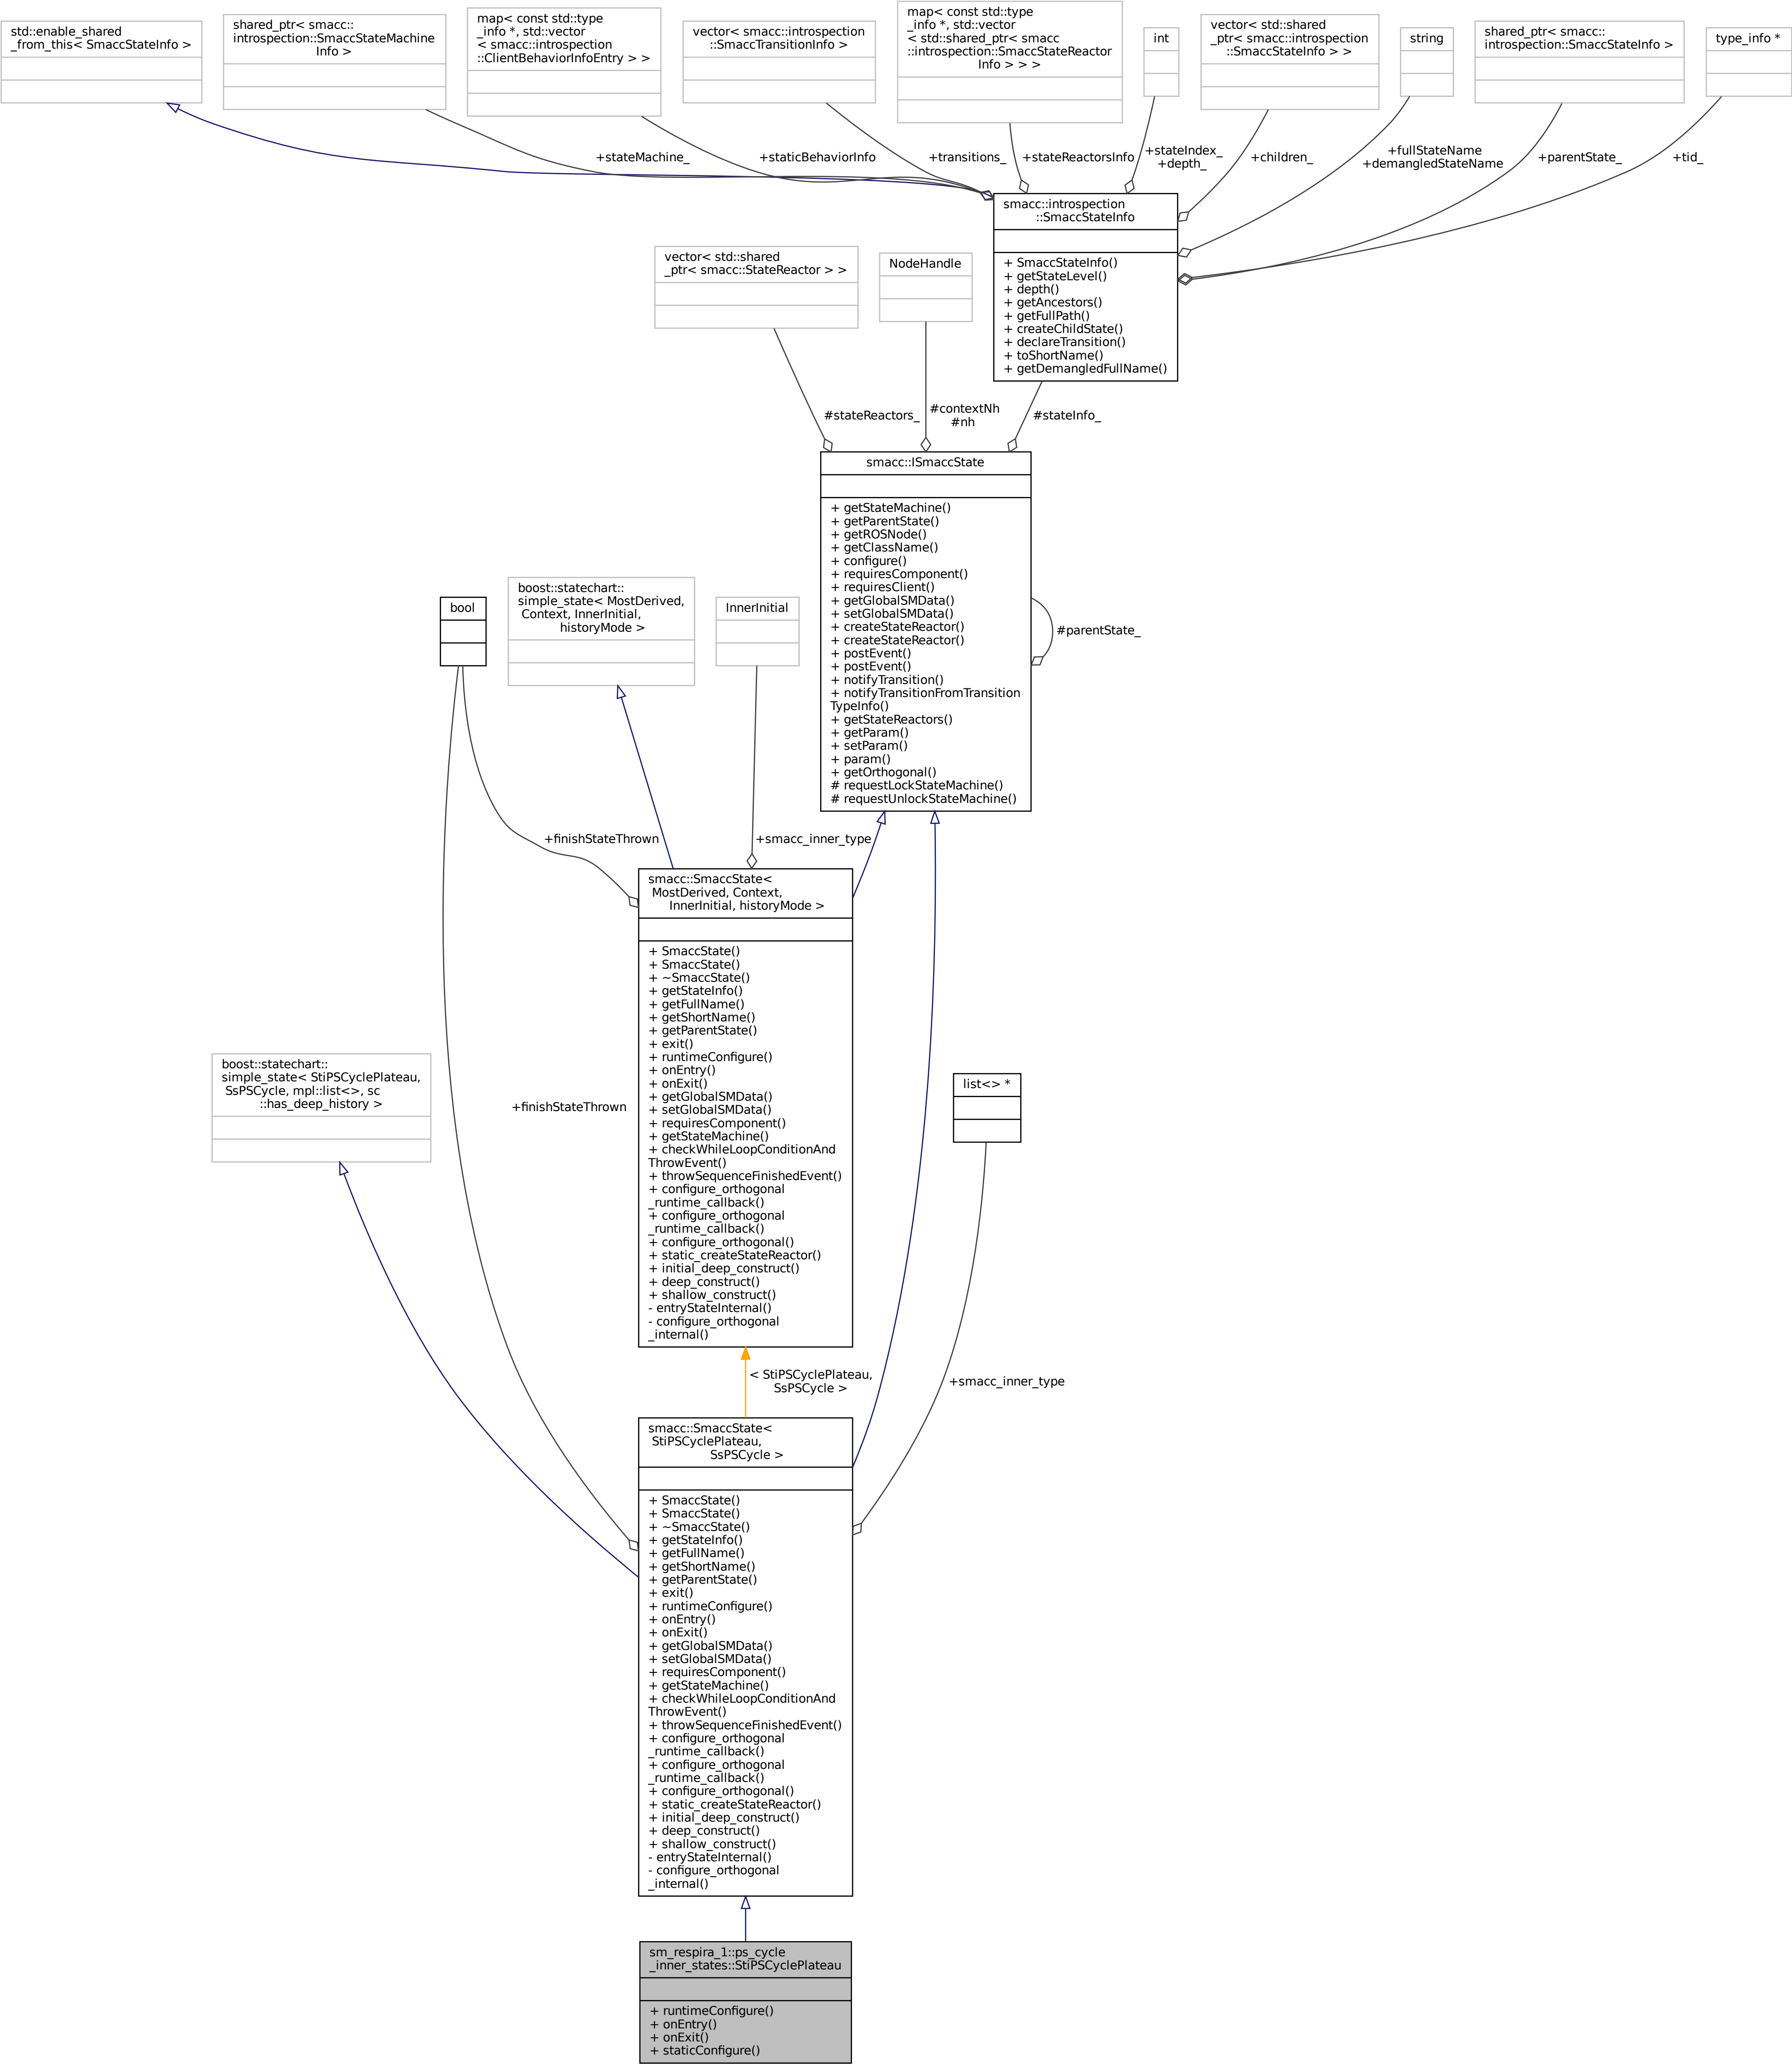 std::enable_shared
_from_this< SmaccStateInfo >
shared_ptr< smacc::
introspection::SmaccStateMachine
Info >
map< const std::type
_info *, std::vector
< smacc::introspection
::ClientBehaviorInfoEntry > >
vector< smacc::introspection
::SmaccTransitionInfo >
map< const std::type
_info *, std::vector
< std::shared_ptr< smacc
::introspection::SmaccStateReactor
Info > > >
int
vector< std::shared
_ptr< smacc::introspection
::SmaccStateInfo > >
string
shared_ptr< smacc::
introspection::SmaccStateInfo >
type_info *
+stateMachine_
+staticBehaviorInfo
+transitions_
+stateReactorsInfo
+stateIndex_
+depth_
+children_
+fullStateName
+demangledStateName
+parentState_
+tid_
smacc::introspection
::SmaccStateInfo
+ SmaccStateInfo()
+ getStateLevel()
+ depth()
+ getAncestors()
+ getFullPath()
+ createChildState()
+ declareTransition()
+ toShortName()
+ getDemangledFullName()
vector< std::shared
_ptr< smacc::StateReactor > >
NodeHandle
#stateReactors_
#contextNh
#nh
#stateInfo_
smacc::ISmaccState
+ getStateMachine()
+ getParentState()
+ getROSNode()
+ getClassName()
+ configure()
+ requiresComponent()
+ requiresClient()
+ getGlobalSMData()
+ setGlobalSMData()
+ createStateReactor()
+ createStateReactor()
+ postEvent()
+ postEvent()
+ notifyTransition()
+ notifyTransitionFromTransition
TypeInfo()
+ getStateReactors()
+ getParam()
+ setParam()
+ param()
+ getOrthogonal()
# requestLockStateMachine()
# requestUnlockStateMachine()
#parentState_
bool
boost::statechart::
simple_state< MostDerived,
Context, InnerInitial,
historyMode >
InnerInitial
+finishStateThrown
+smacc_inner_type
smacc::SmaccState<
MostDerived, Context,
InnerInitial, historyMode >
+ SmaccState()
+ SmaccState()
+ ~SmaccState()
+ getStateInfo()
+ getFullName()
+ getShortName()
+ getParentState()
+ exit()
+ runtimeConfigure()
+ onEntry()
+ onExit()
+ getGlobalSMData()
+ setGlobalSMData()
+ requiresComponent()
+ getStateMachine()
+ checkWhileLoopConditionAnd
ThrowEvent()
+ throwSequenceFinishedEvent()
+ configure_orthogonal
_runtime_callback()
+ configure_orthogonal
_runtime_callback()
+ configure_orthogonal()
+ static_createStateReactor()
+ initial_deep_construct()
+ deep_construct()
+ shallow_construct()
- entryStateInternal()
- configure_orthogonal
_internal()
boost::statechart::
simple_state< StiPSCyclePlateau,
SsPSCycle, mpl::list<>, sc
::has_deep_history >
+finishStateThrown
list<> *
< StiPSCyclePlateau,
SsPSCycle >
+smacc_inner_type
smacc::SmaccState<
StiPSCyclePlateau,
SsPSCycle >
+ SmaccState()
+ SmaccState()
+ ~SmaccState()
+ getStateInfo()
+ getFullName()
+ getShortName()
+ getParentState()
+ exit()
+ runtimeConfigure()
+ onEntry()
+ onExit()
+ getGlobalSMData()
+ setGlobalSMData()
+ requiresComponent()
+ getStateMachine()
+ checkWhileLoopConditionAnd
ThrowEvent()
+ throwSequenceFinishedEvent()
+ configure_orthogonal
_runtime_callback()
+ configure_orthogonal
_runtime_callback()
+ configure_orthogonal()
+ static_createStateReactor()
+ initial_deep_construct()
+ deep_construct()
+ shallow_construct()
- entryStateInternal()
- configure_orthogonal
_internal()
sm_respira_1::ps_cycle
_inner_states::StiPSCyclePlateau
+ runtimeConfigure()
+ onEntry()
+ onExit()
+ staticConfigure()